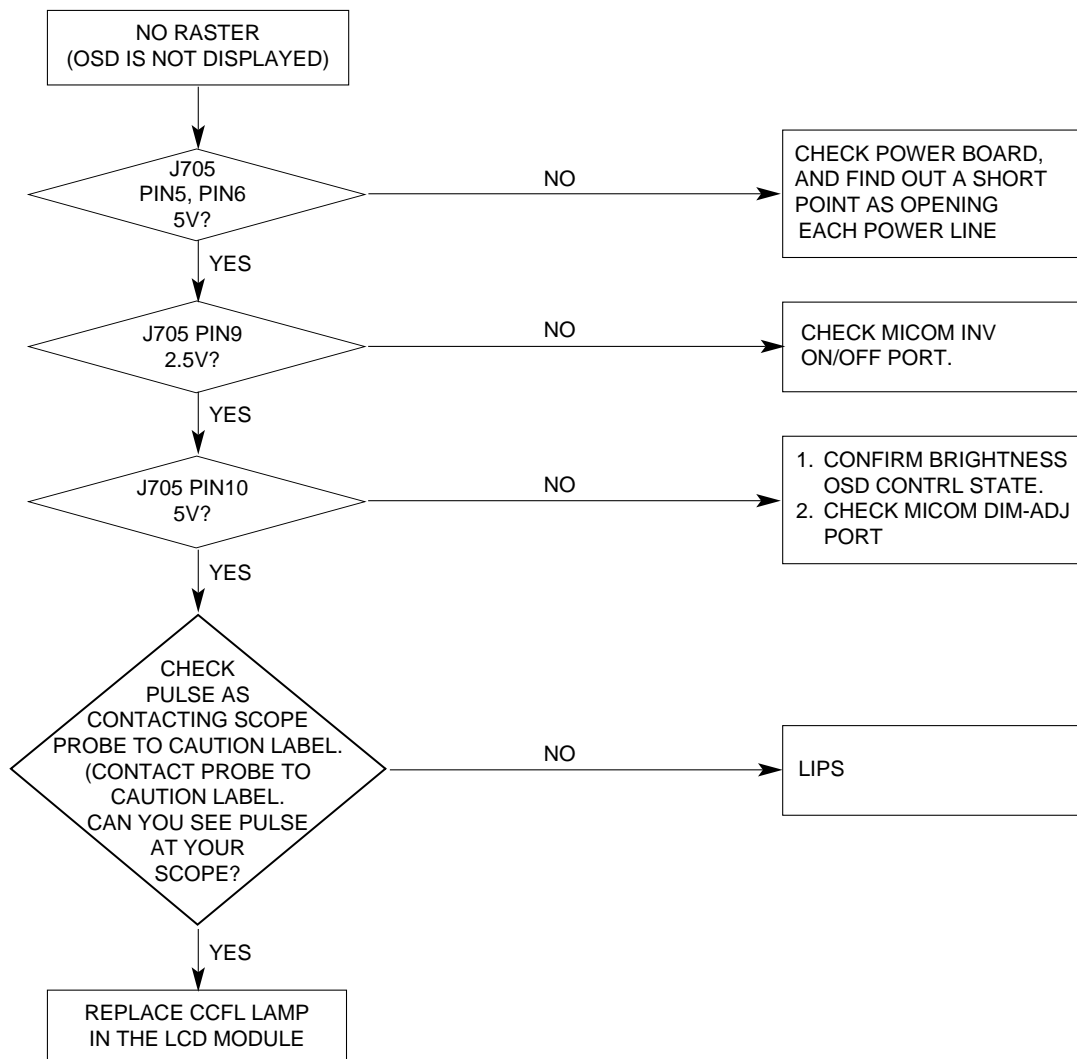 NO RASTER
(OSD IS NOT DISPLAYED)
J705
PIN5, PIN6
5V?
NO
CHECK POWER BOARD,
AND FIND OUT A SHORT
POINT AS OPENING
EACH POWER LINE
YES
J705 PIN9
2.5V?
NO
CHECK MICOM INV
ON/OFF PORT.
YES
J705 PIN10
5V?
NO
1. CONFIRM BRIGHTNESS
OSD CONTRL STATE.
2. CHECK MICOM DIM-ADJ
PORT
YES
CHECK
PULSE AS
CONTACTING SCOPE
PROBE TO CAUTION LABEL.
(CONTACT PROBE TO
CAUTION LABEL.
CAN YOU SEE PULSE
AT YOUR
SCOPE?
NO
LIPS
YES
REPLACE CCFL LAMP
IN THE LCD MODULE